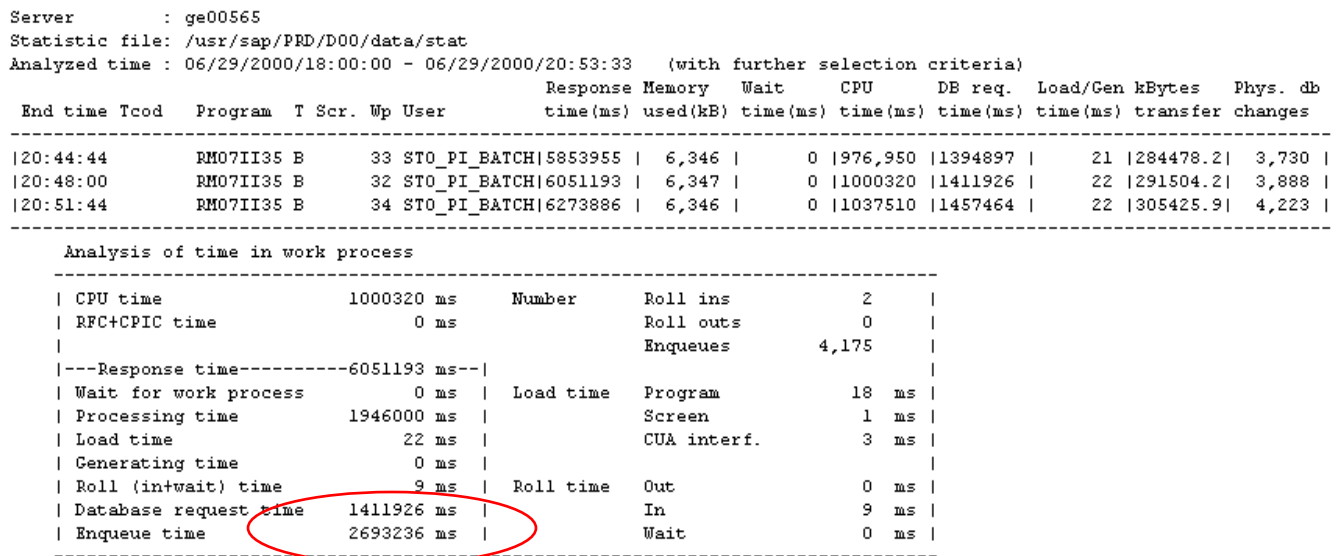 Server        : ge00565
Statistic file: /usr/sap/PRD/D00/data/stat
Analyzed time : 06/29/2000/18:00:00 - 06/29/2000/20:53:33   (with further selection criteria)
Response Memory   Wait     CPU      DB req.  Load/Gen kBytes   Phys. db
End time Tcod   Program  T Scr. Wp User         time(ms) used(kB) time(ms) time(ms) time(ms) time(ms) transfer changes
|20:44:44        RM07II35 B      33 STO_PI_BATCH|5853955 |  6,346 |      0 |976,950 |1394897 |     21 |284478.2|  3,730 |
|20:48:00        RM07II35 B      32 STO_PI_BATCH|6051193 |  6,347 |      0 |1000320 |1411926 |     22 |291504.2|  3,888 |
|20:51:44        RM07II35 B      34 STO_PI_BATCH|6273886 |  6,346 |      0 |1037510 |1457464 |     22 |305425.9|  4,223 |
Analysis of time in work process
| CPU time              1000320 ms     Number      Roll ins            2      |
| RFC+CPIC time               0 ms                 Roll outs           0      |
|                                                  Enqueues        4,175      |
|---Response time----------6051193 ms--|                                      |
| Wait for work process       0 ms  |  Load time   Program            18  ms |
| Processing time       1946000 ms  |              Screen              1  ms |
| Load time                  22 ms  |              CUA interf.         3  ms |
| Generating time             0 ms  |                                        |
| Roll (in+wait) time         9 ms  |  Roll time   Out                 0  ms |
| Database request time 1411926 ms  |              In                  9  ms |
| Enqueue time          2693236 ms  |              Wait                0  ms |